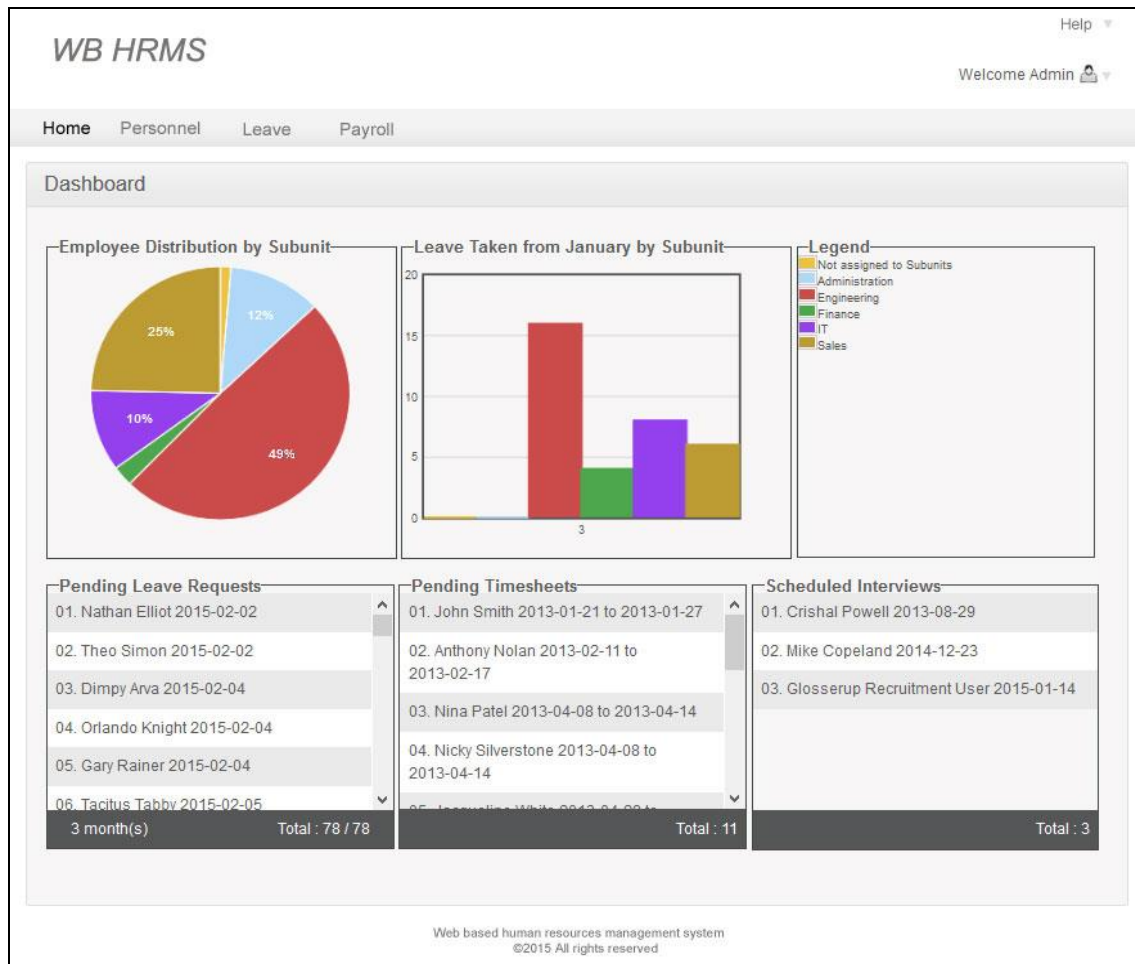 WB HRMS
Help
Welcome Admin
Home Personnel Leave Payroll
Dashboard
Employee Distribution by Subunit
12%
25%
10%
49%
Leave Taken from January by Subunit
20
15
10
5
0
3
Legend
Not assigned to Subunits
Administration
Engineering
Finance
IT
Sales
Pending Leave Requests
01. Nathan Elliot 2015-02-02
02. Theo Simon 2015-02-02
03. Dimpy Arva 2015-02-04
04. Orlando Knight 2015-02-04
05. Gary Rainer 2015-02-04
06. Tacitus Tabby 2015-02-05
3 month(s) Total : 78 / 78
Pending Timesheets
01. John Smith 2013-01-21 to 2013-01-27
02. Anthony Nolan 2013-02-11 to
2013-02-17
03. Nina Patel 2013-04-08 to 2013-04-14
04. Nicky Silverstone 2013-04-08 to
2013-04-14
05. Jacqueline White
Total : 11
Scheduled Interviews
01. Crishal Powell 2013-08-29
02. Mike Copeland 2014-12-23
03. Glosserup Recruitment User 2015-01-14
Total : 3
Web based human resources management system
©2015 All rights reserved